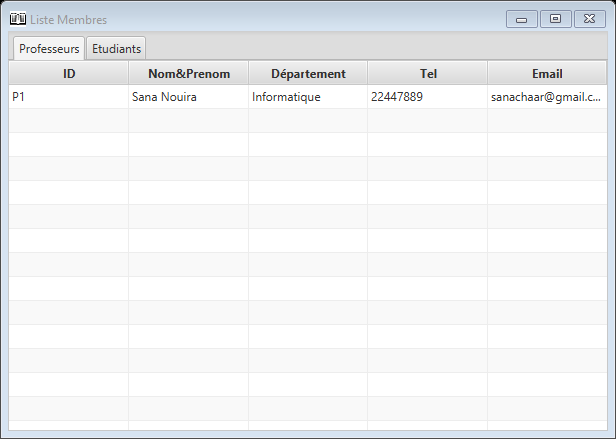 Liste Membres
Professeurs Etudiants
ID Nom&Prenom Département Tel Email
P1 Sana Nouira Informatique 22447889 sanachaar@gmail.c...